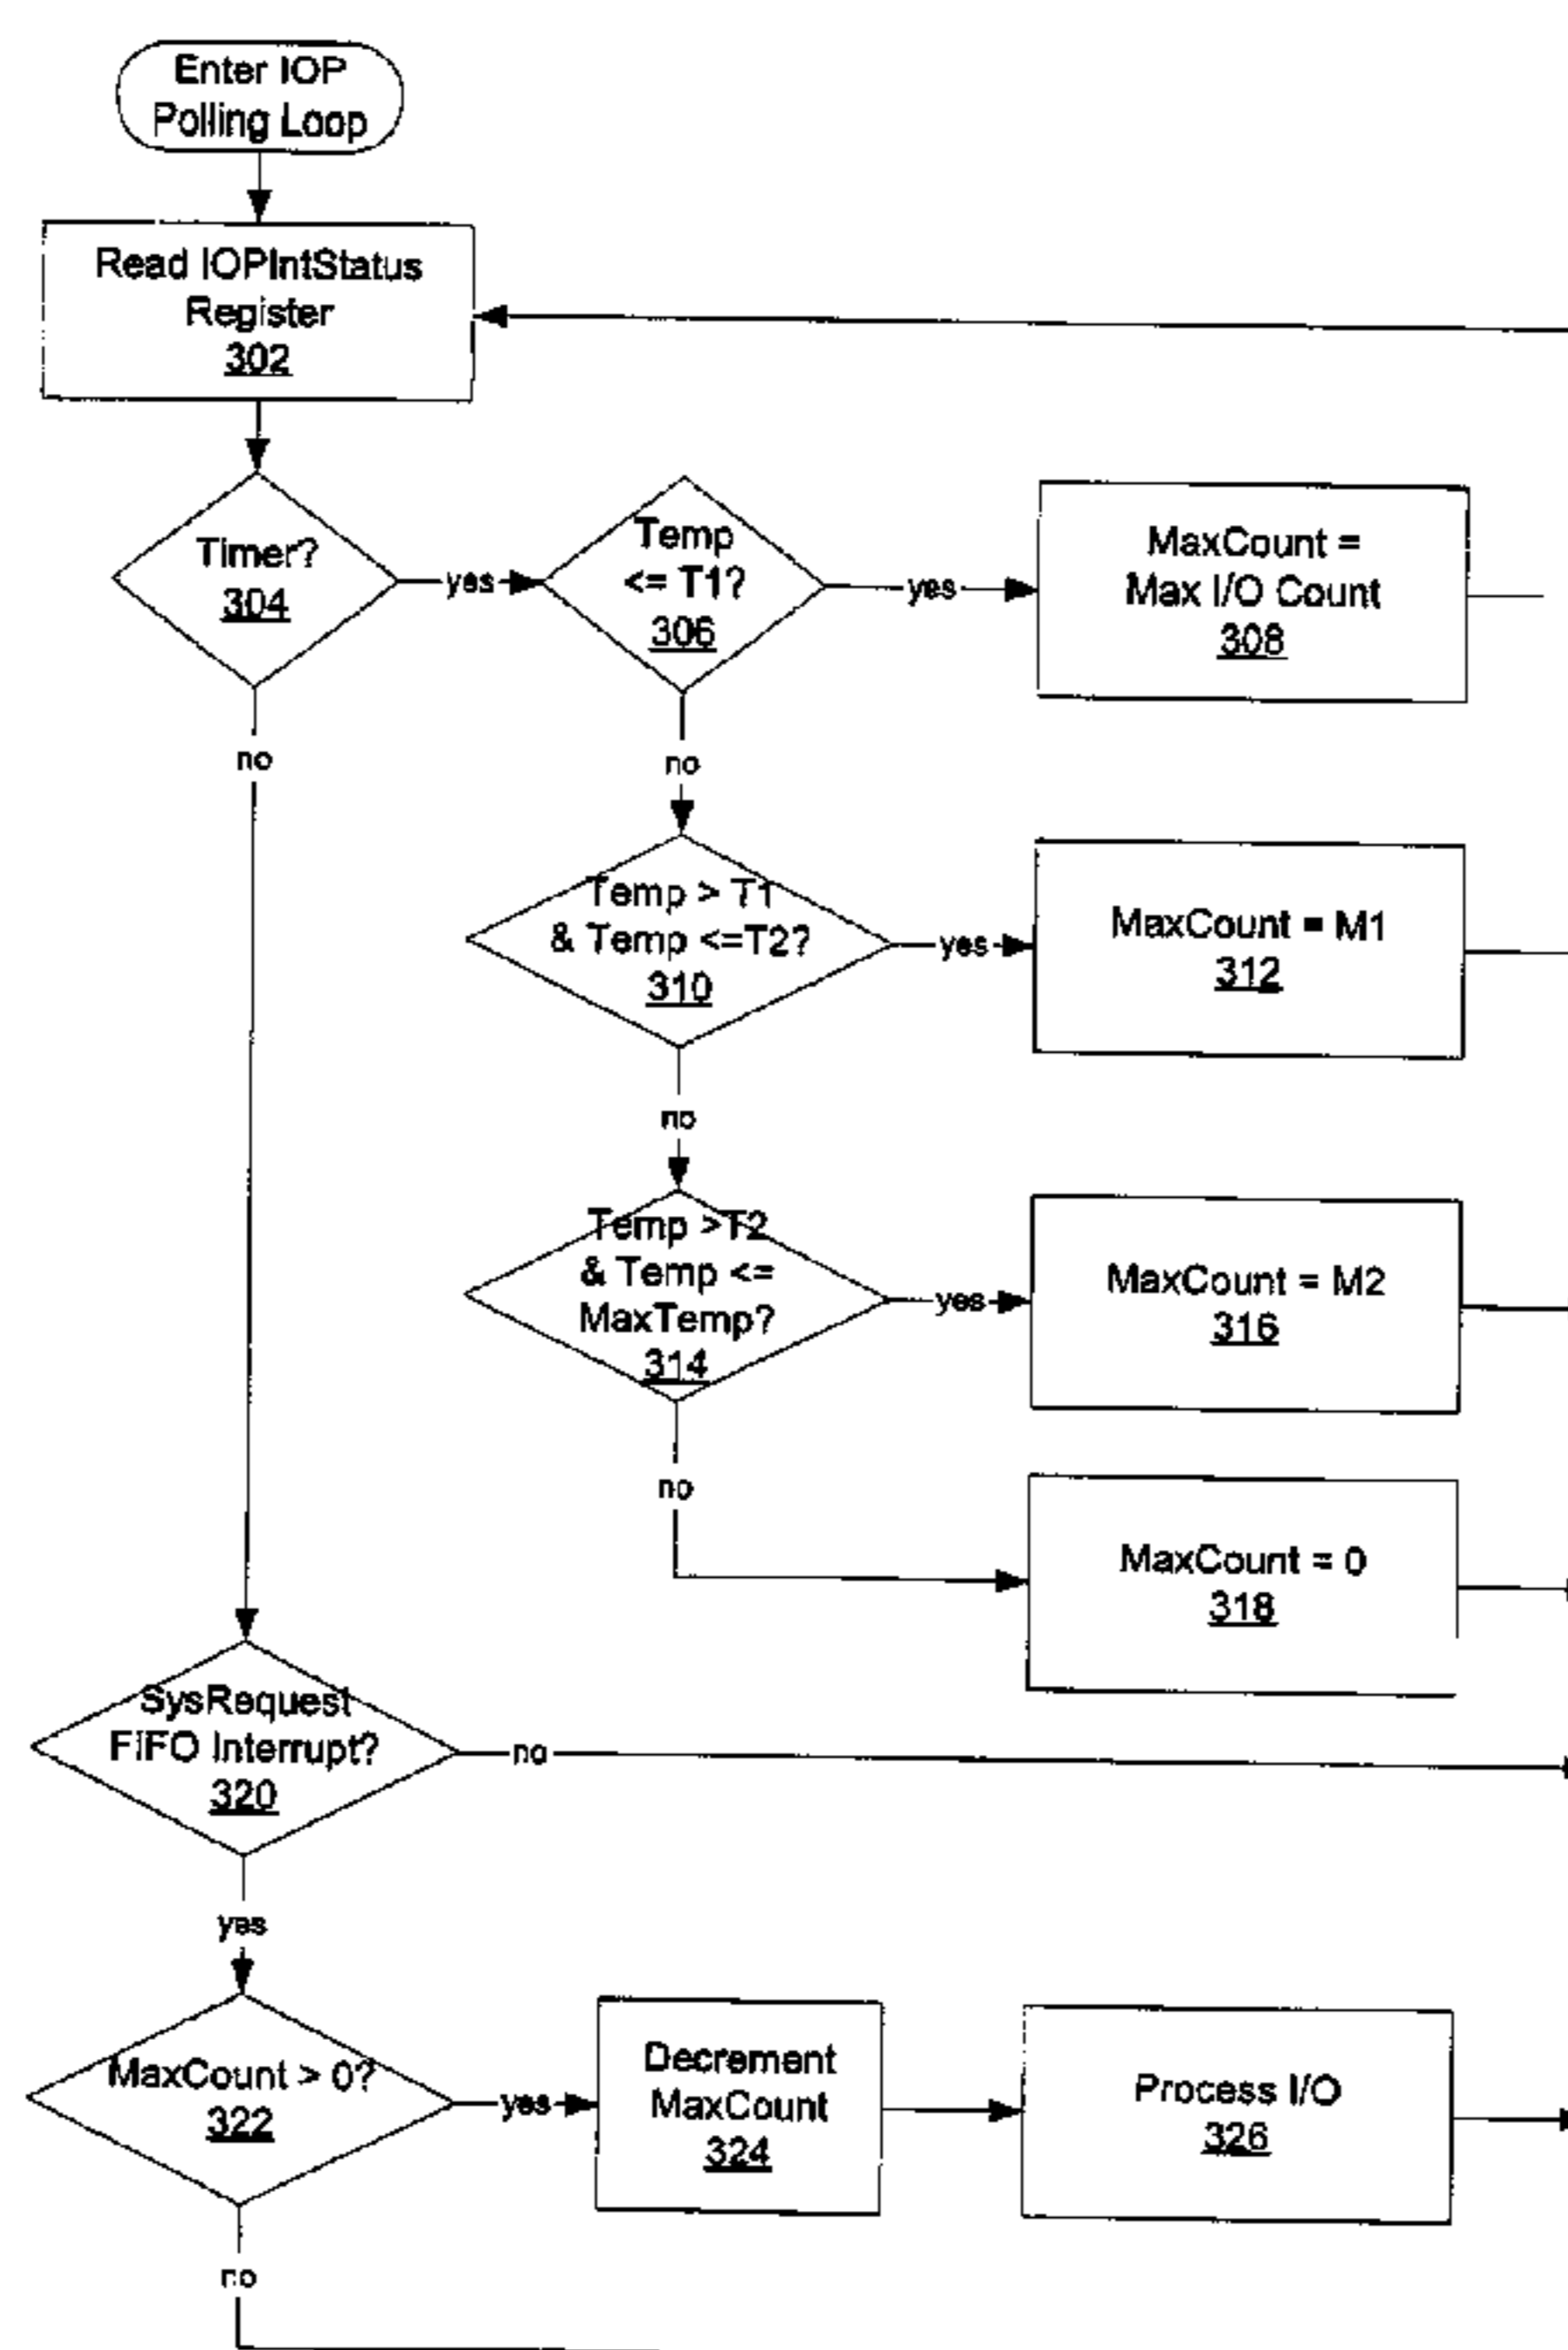 Enter IOP
Polling Loop
Read IOPIntStatus
Register
302
Timer?
304
yes
Temp
<= T1?
306
yes
MaxCount =
Max I/O Count
308
no
no
Temp > T1
& Temp <=T2?
310
yes
MaxCount = M1
312
no
Temp >T2
& Temp <=
MaxTemp?
314
yes
MaxCount = M2
316
no
MaxCount = 0
318
SysRequest
FIFO Interrupt?
320
no
yes
MaxCount > 0?
322
yes
Decrement
MaxCount
324
Process I/O
326
no